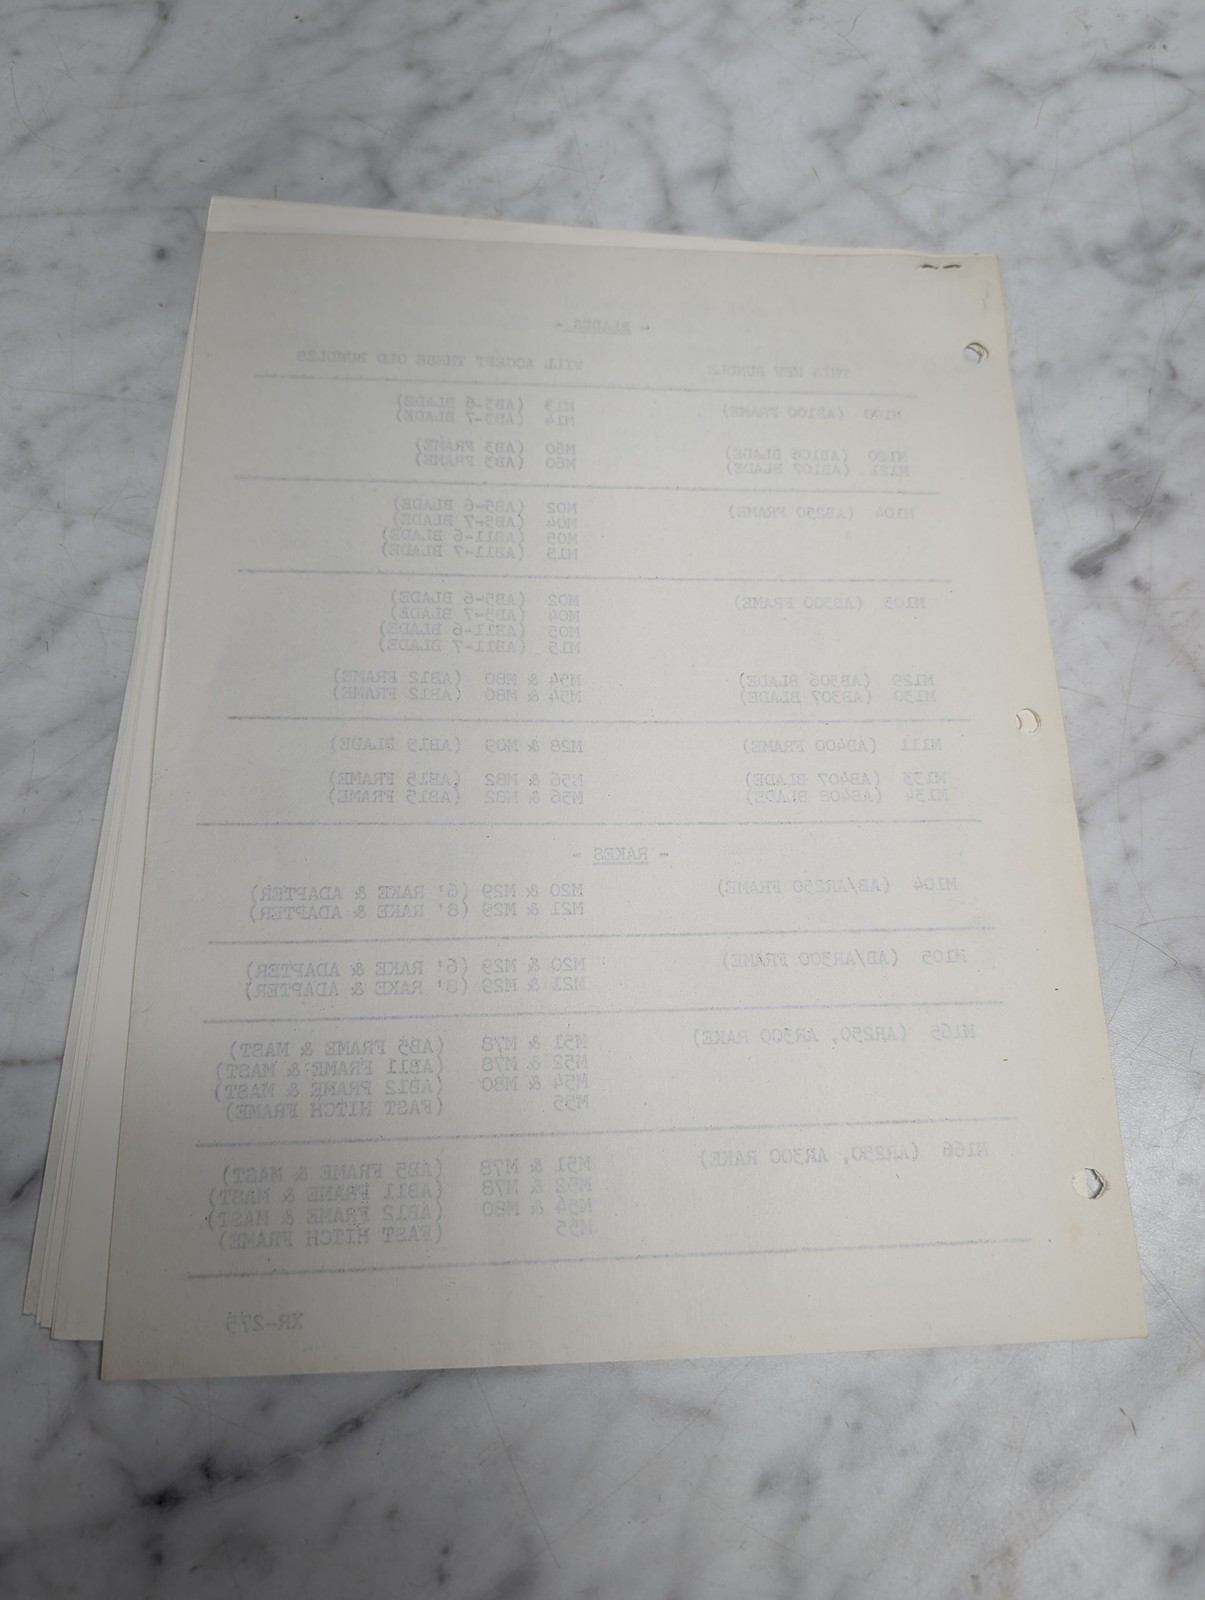 - BLADES -
THIS NEW BUNDLE WILL ACCEPT THESE OLD BUNDLES
M100 (AB100 FRAME) M13 (AB3-6 BLADE)
M14 (AB3-7 BLADE)
M120 (AB106 BLADE) M60 (AB3 FRAME)
M121 (AB107 BLADE) M60 (AB3 FRAME)
M104 (AB250 FRAME) M02 (AB5-6 BLADE)
M04 (AB5-7 BLADE)
M05 (AB11-6 BLADE)
M15 (AB11-7 BLADE)
M105 (AB300 FRAME) M02 (AB5-6 BLADE)
M04 (AB5-7 BLADE)
M05 (AB11-6 BLADE)
M15 (AB11-7 BLADE)
M129 (AB306 BLADE) M54 & M80 (AB12 FRAME)
M130 (AB307 BLADE) M54 & M80 (AB12 FRAME)
M111 (AB400 FRAME) M28 & M09 (AB15 BLADE)
M133 (AB407 BLADE) M56 & M82 (AB15 FRAME)
M134 (AB408 BLADE) M56 & M82 (AB15 FRAME)
- RAKES -
M104 (AB/AR250 FRAME) M20 & M29 (6' RAKE & ADAPTER)
M21 & M29 (8' RAKE & ADAPTER)
M105 (AB/AR300 FRAME) M20 & M29 (6' RAKE & ADAPTER)
M21 & M29 (8' RAKE & ADAPTER)
M165 (AR250, AR300 RAKE) M51 & M78 (AB5 FRAME & MAST)
M52 & M78 (AB11 FRAME & MAST)
M54 & M80 (AB12 FRAME & MAST)
M55 (FAST HITCH FRAME)
M166 (AR250, AR300 RAKE) M51 & M78 (AB5 FRAME & MAST)
M52 & M78 (AB11 FRAME & MAST)
M54 & M80 (AB12 FRAME & MAST)
M55 (FAST HITCH FRAME)
XR-275